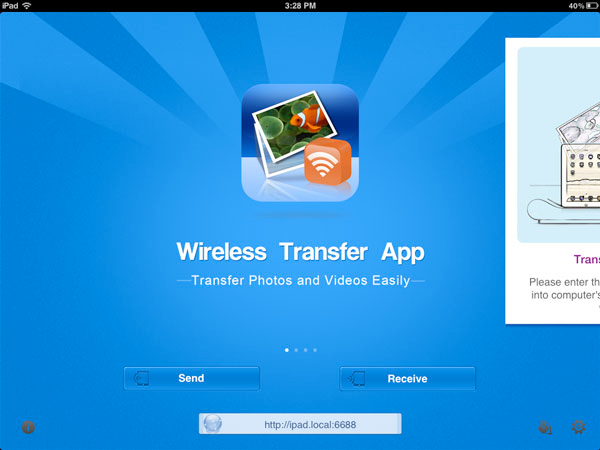 iPad 3:28 PM 40%
Wireless Transfer App
Transfer Photos and Videos Easily
Trans
Please enter th
into computer's
Send Receive
http://ipad.local:6688